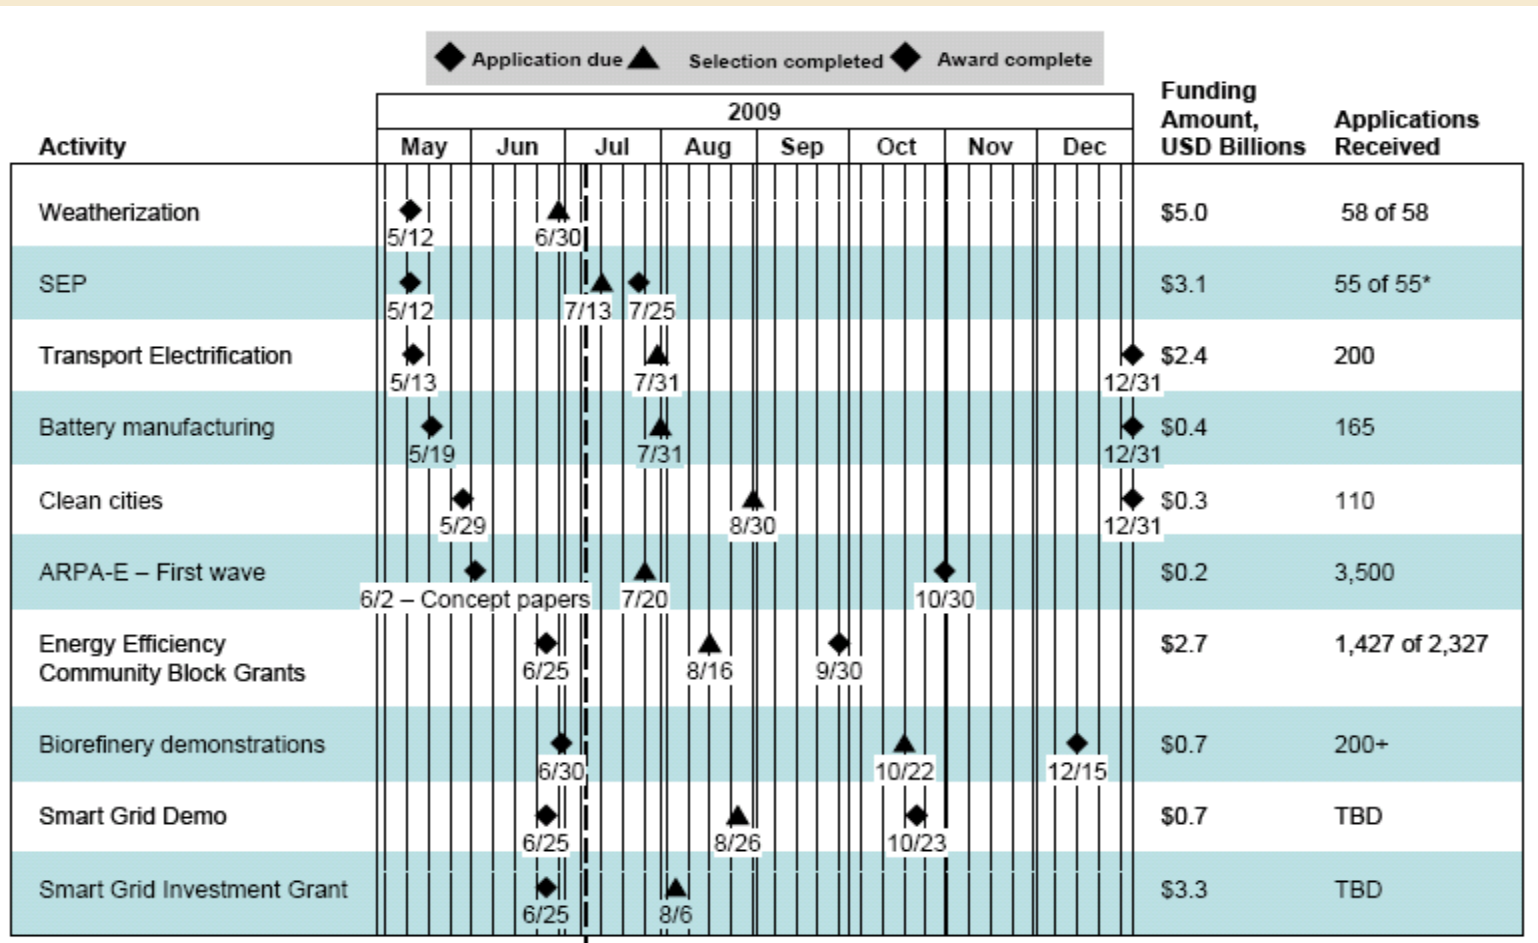 Application due Selection completed Award complete
2009
Activity May Jun Jul Aug Sep Oct Nov Dec Funding Amount, USD Billions Applications Received
Weatherization $5.0 58 of 58
5/12 6/30
SEP $3.1 55 of 55*
5/12 7/13 7/25
Transport Electrification $2.4 200
5/13 7/31 12/31
Battery manufacturing $0.4 165
5/19 7/31 12/31
Clean cities $0.3 110
5/29 8/30 12/31
ARPA-E – First wave $0.2 3,500
6/2 – Concept papers 7/20 10/30
Energy Efficiency $2.7 1,427 of 2,327
Community Block Grants 6/25 8/16 9/30
Biorefinery demonstrations $0.7 200+
6/30 10/22 12/15
Smart Grid Demo $0.7 TBD
6/25 8/26 10/23
Smart Grid Investment Grant $3.3 TBD
6/25 8/6